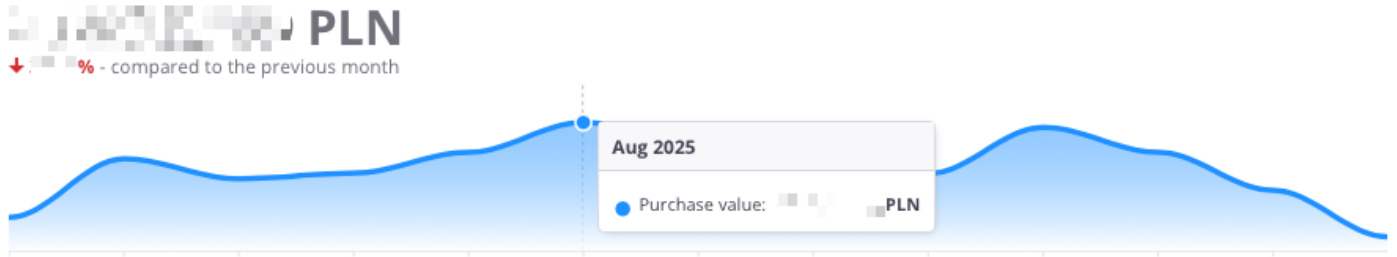 PLN
% - compared to the previous month
Aug 2025
Purchase value: PLN